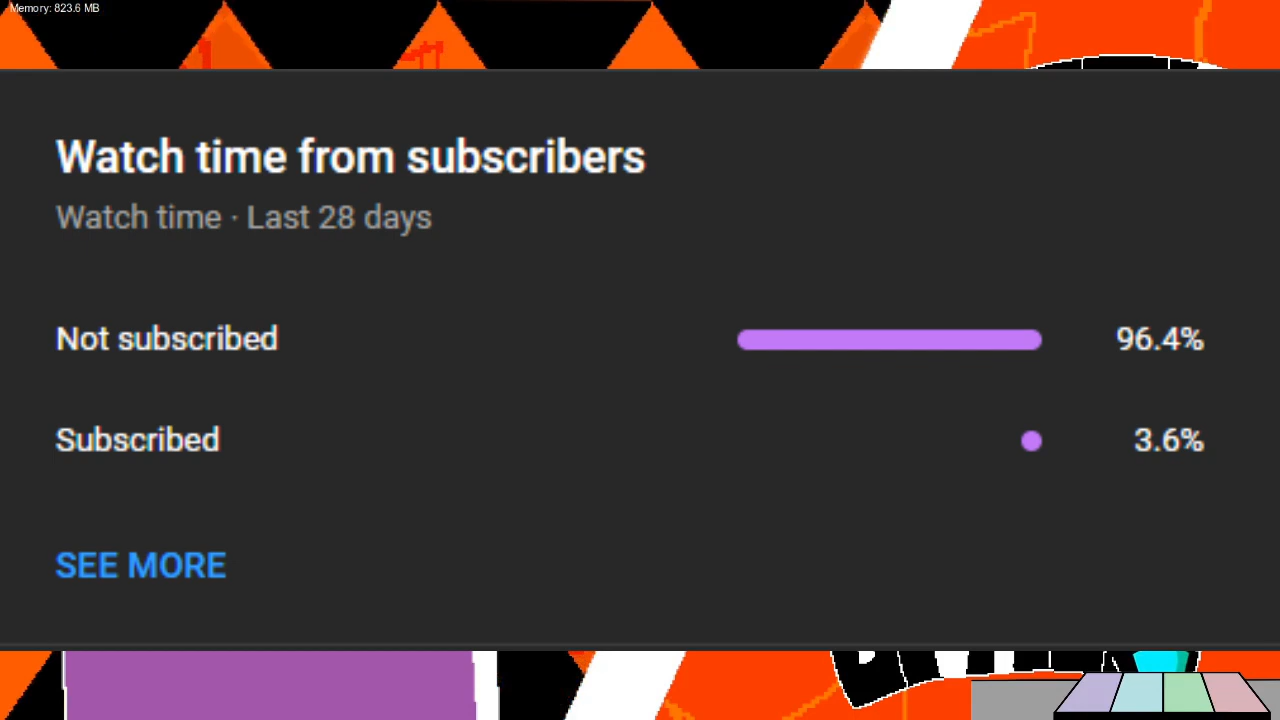 Memory: 823.6 MB
Watch time from subscribers
Watch time · Last 28 days
Not subscribed 96.4%
Subscribed 3.6%
SEE MORE